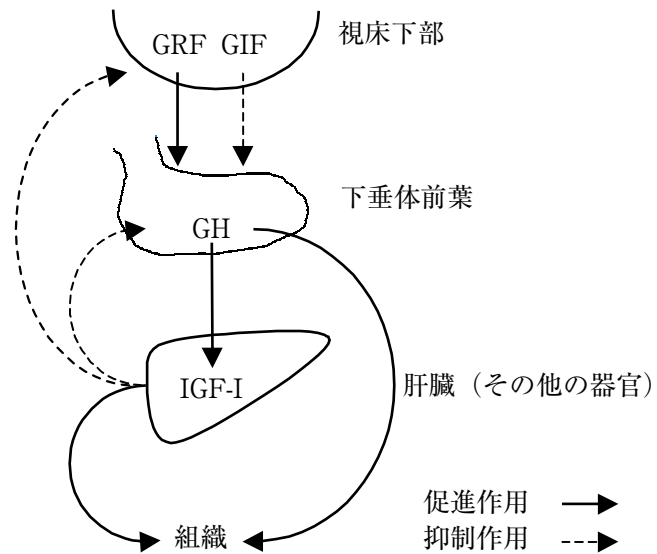 GRF GIF
視床下部
下垂体前葉
GH
IGF-I
肝臓（その他の器官）
組織
促進作用
抑制作用